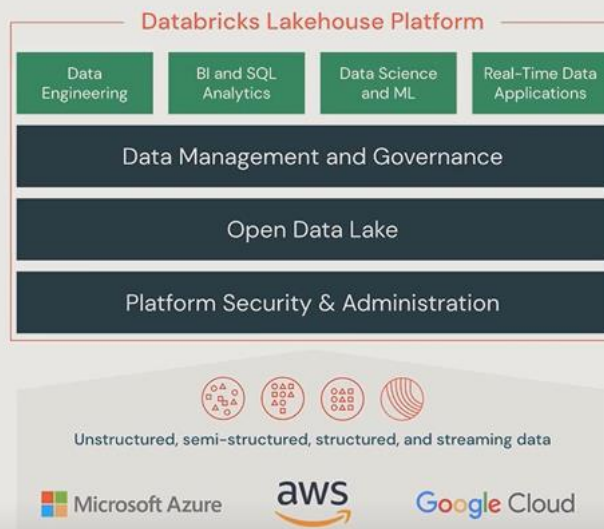 Databricks Lakehouse Platform
Data
Engineering
BI and SQL
Analytics
Data Science
and ML
Real-Time Data
Applications
Data Management and Governance
Open Data Lake
Platform Security & Administration
Unstructured, semi-structured, structured, and streaming data
Microsoft Azure
aws
Google Cloud